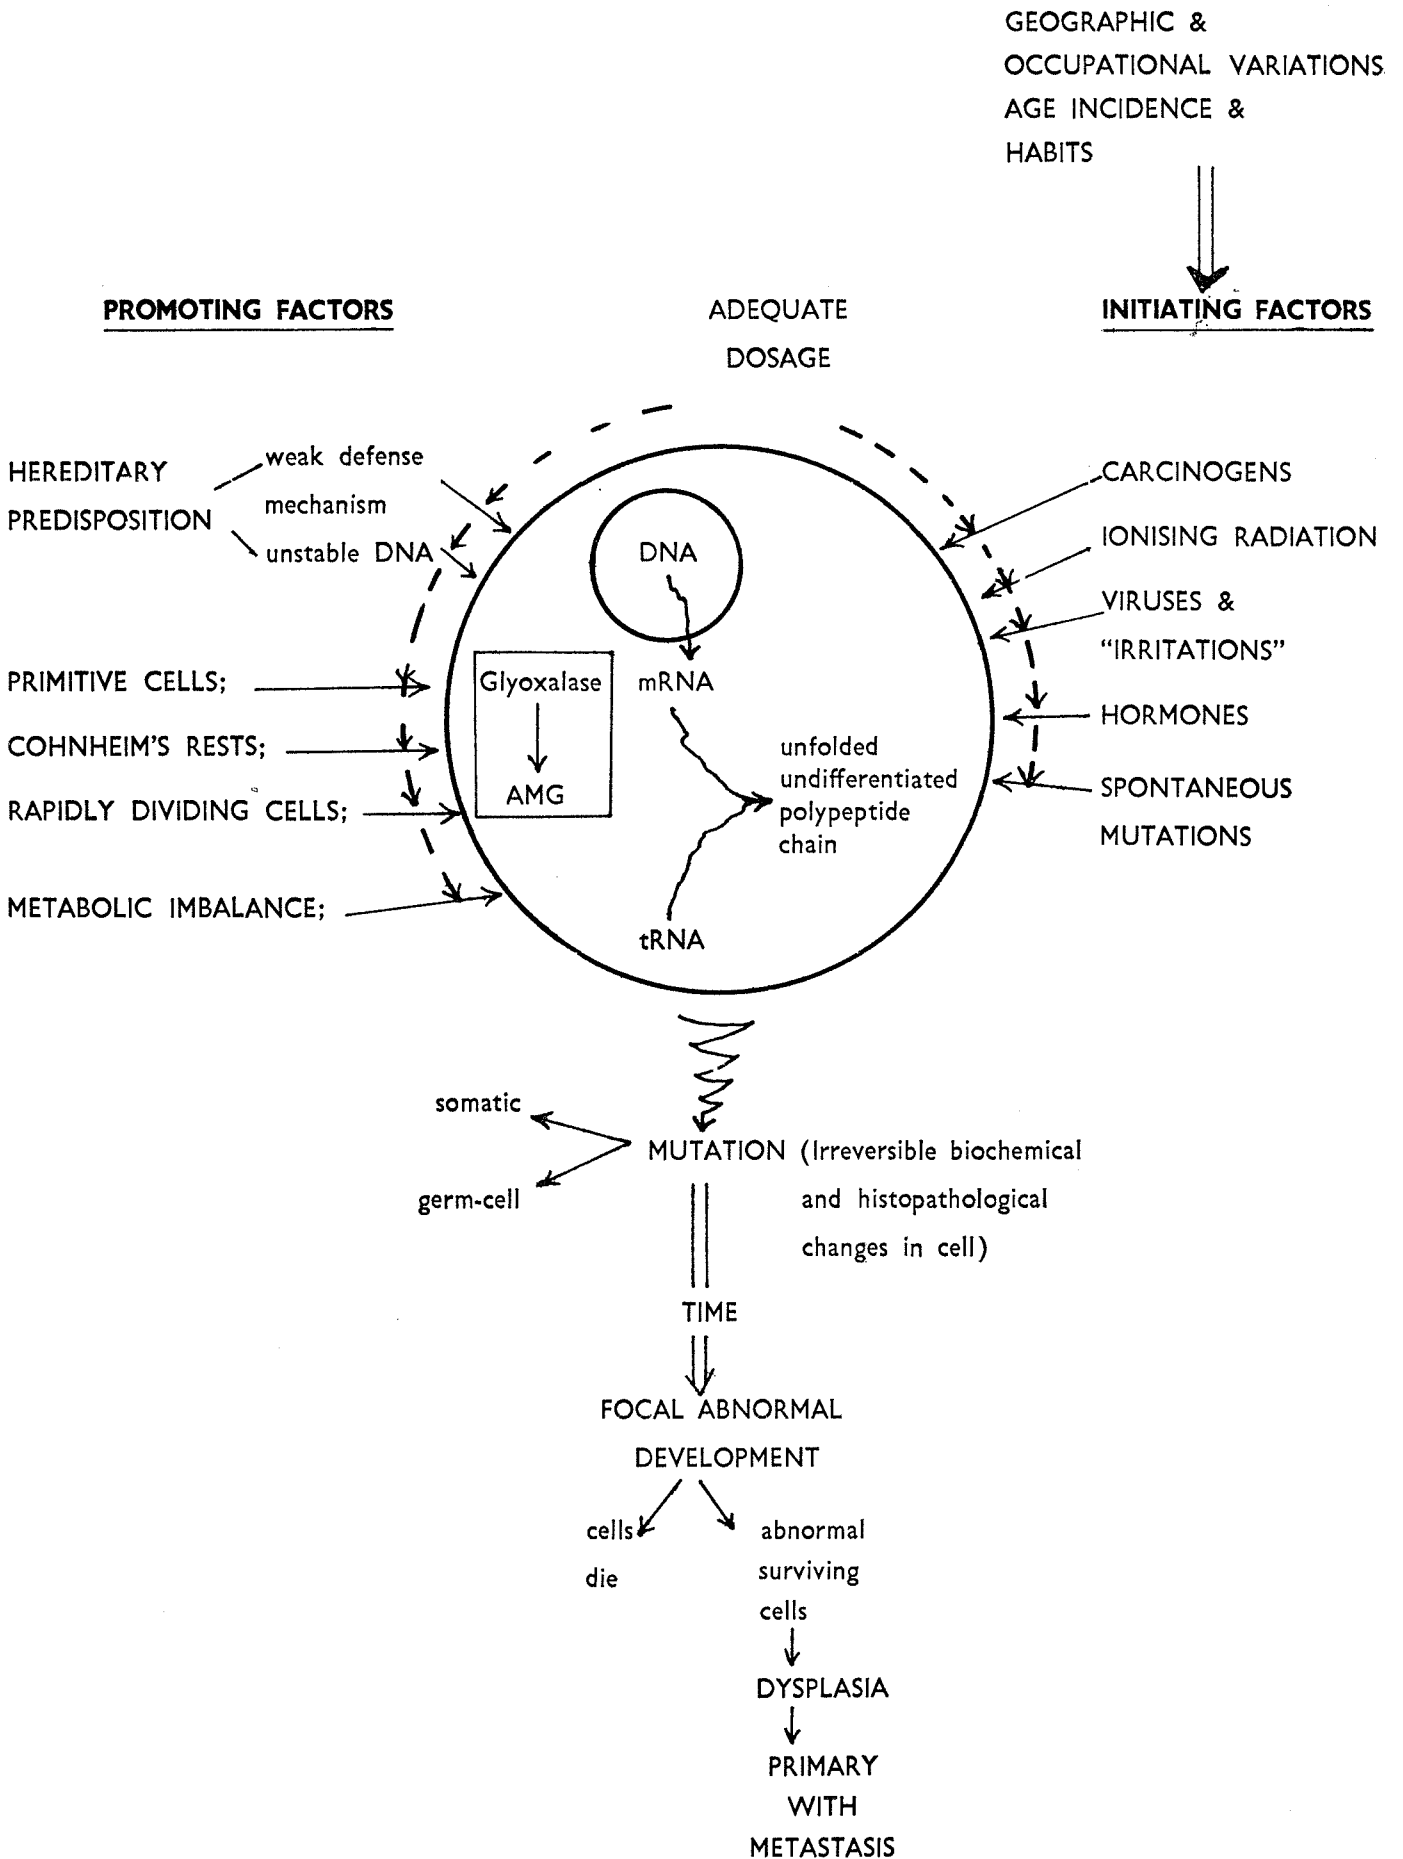 GEOGRAPHIC &
OCCUPATIONAL VARIATIONS
AGE INCIDENCE &
HABITS
PROMOTING FACTORS
ADEQUATE
DOSAGE
INITIATING FACTORS
HEREDITARY
PREDISPOSITION
weak defense
mechanism
unstable DNA
PRIMITIVE CELLS;
COHNHEIM'S RESTS;
RAPIDLY DIVIDING CELLS;
METABOLIC IMBALANCE;
DNA
Glyoxalase
AMG
mRNA
unfolded
undifferentiated
polypeptide
chain
tRNA
CARCINOGENS
IONISING RADIATION
VIRUSES &
“IRRITATIONS”
HORMONES
SPONTANEOUS
MUTATIONS
somatic
germ-cell
MUTATION (Irreversible biochemical
and histopathological
changes in cell)
TIME
FOCAL ABNORMAL
DEVELOPMENT
cells
die
abnormal
surviving
cells
DYSPLASIA
PRIMARY
WITH
METASTASIS